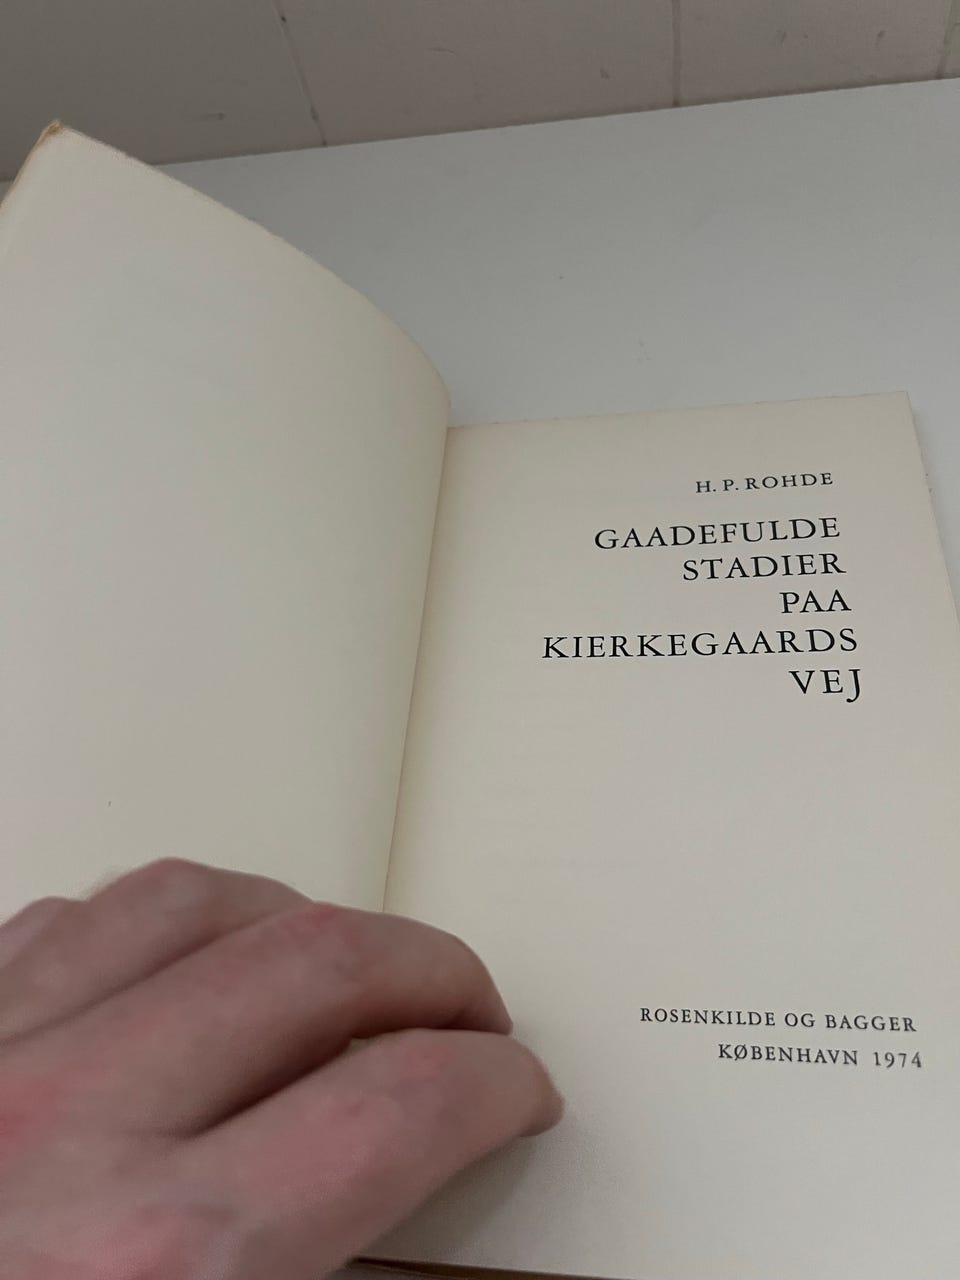 H. P. ROHDE
GAADEFULDE
STADIER
PAA
KIERKEGAARDS
VEJ
ROSENKILDE OG BAGGER
KØBENHAVN 1974